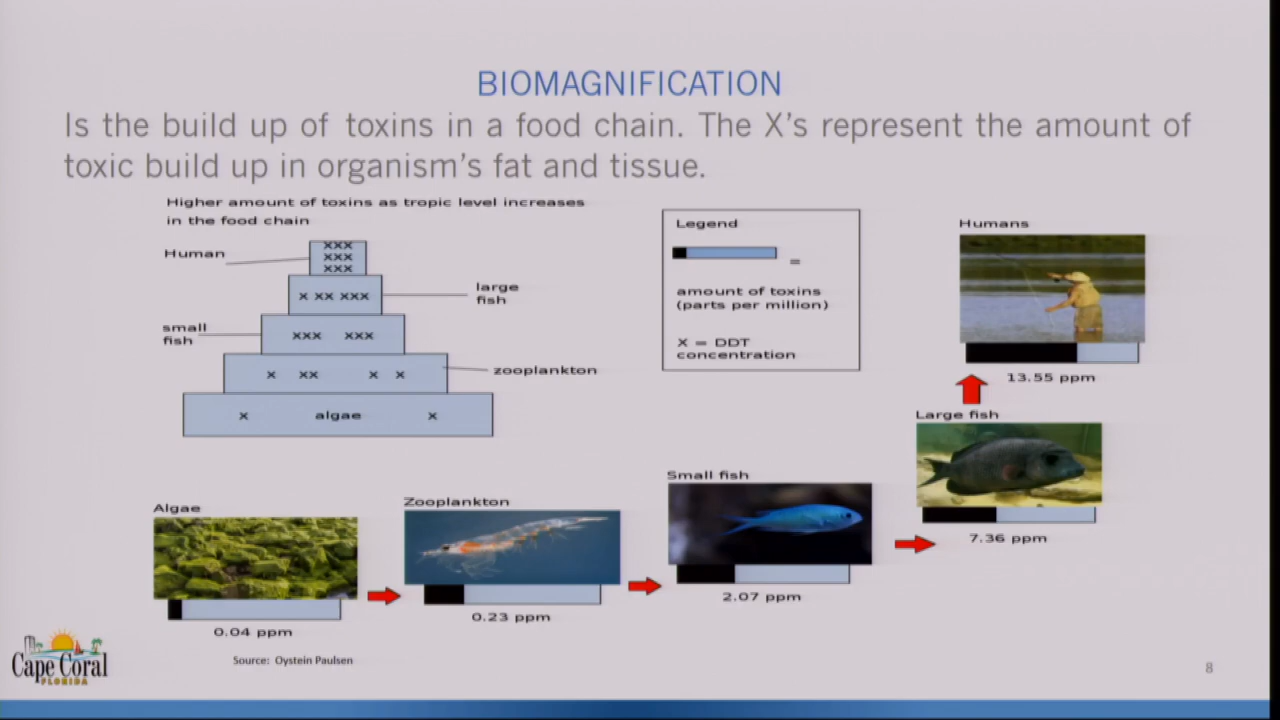 BIOMAGNIFICATION
Is the build up of toxins in a food chain. The X's represent the amount of
toxic build up in organism's fat and tissue.
Higher amount of toxins as tropic level increases
in the food chain
Human
XXX
XXX
XXX
X XX XXX
large
fish
small
fish
XXX XXX
X XX X X
zooplankton
X algae X
Legend
=
amount of toxins
(parts per million)
X = DDT
concentration
Humans
13.55 ppm
Large fish
7.36 ppm
Small fish
2.07 ppm
Zooplankton
0.23 ppm
Algae
0.04 ppm
Source: Oystein Paulsen
Cape Coral
FLORIDA
8